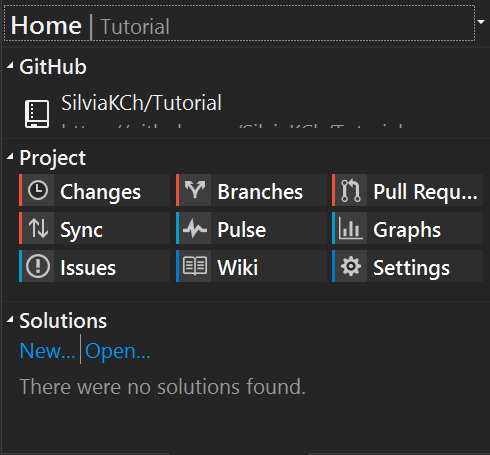 Home | Tutorial
GitHub
SilviaKCh/Tutorial
Project
Changes Branches Pull Requ...
Sync Pulse Graphs
Issues Wiki Settings
Solutions
New... Open...
There were no solutions found.